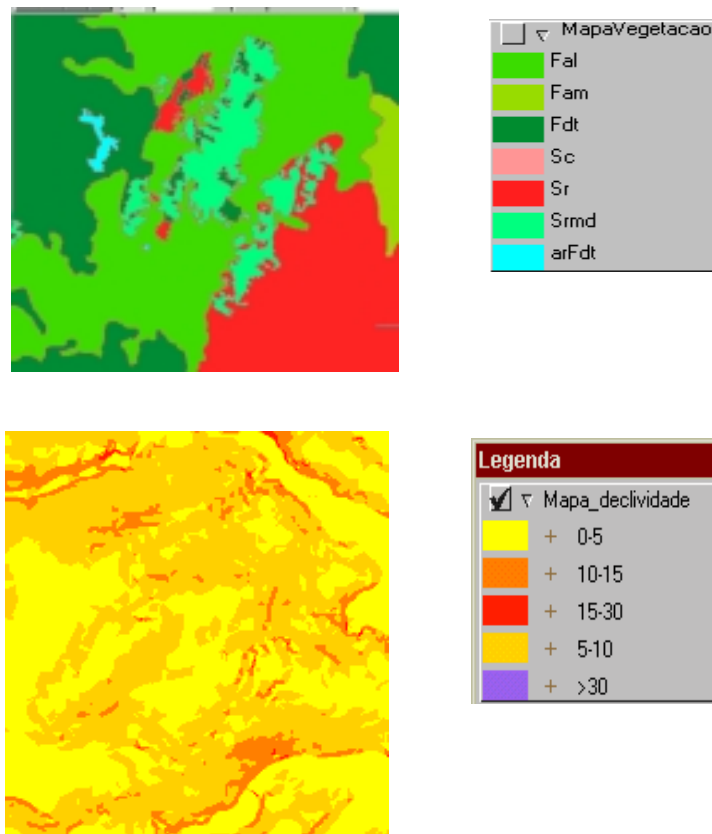 MapaVegetacao
Fal
Fam
Fdt
Sc
Sr
Srmd
arFdt
Legenda
Mapa_declividade
+ 0-5
+ 10-15
+ 15-30
+ 5-10
+ >30